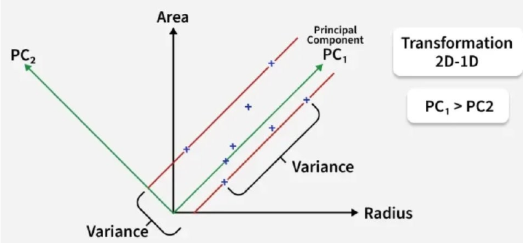 Area
Principal
Component
PC₁
PC₂
Transformation
2D-1D
PC₁ > PC2
Variance
Radius
Variance